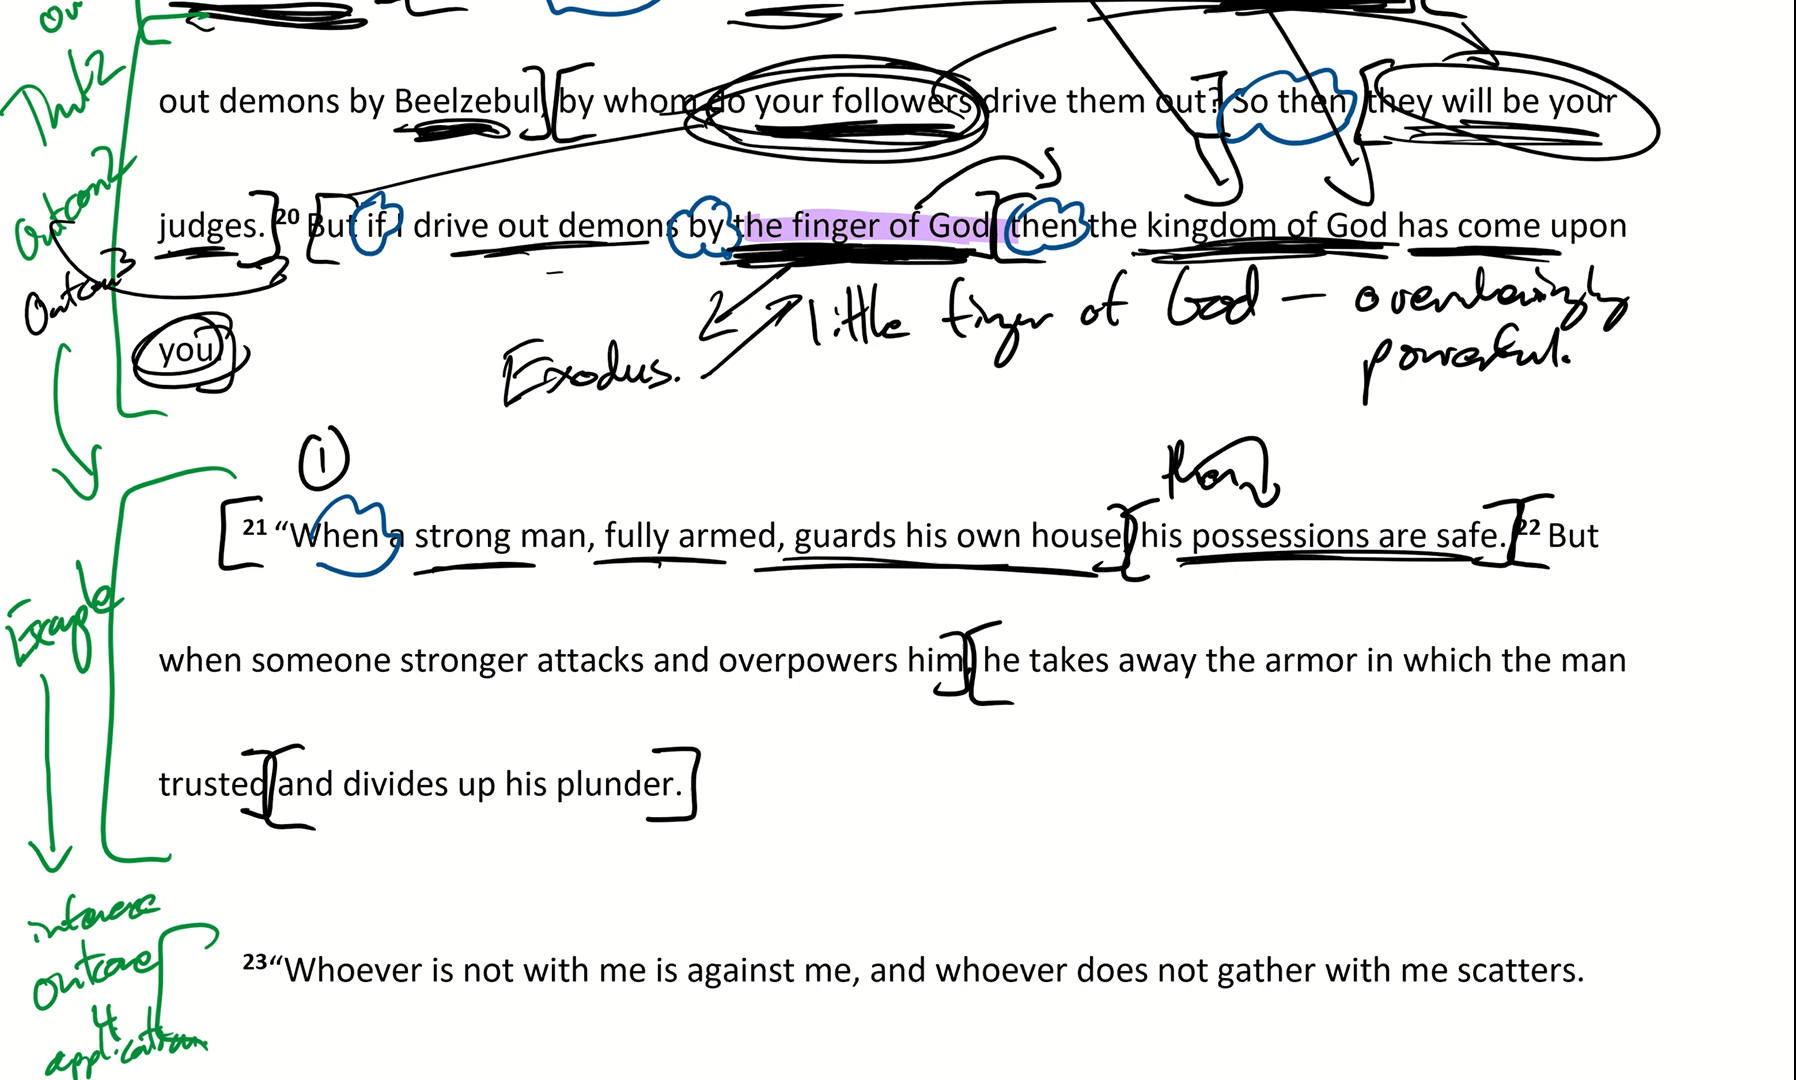 ov
Think2
out demons by Beelzebul, by whom do your followers drive them out? So then, they will be your
Outcom2
judges. 20 But if I drive out demons by the finger of God, then the kingdom of God has come upon
Outcom3
little finger of God — overwhelmingly
powerful.
you.
Exodus.
①
then
21 “When a strong man, fully armed, guards his own house, his possessions are safe. 22 But
Example
when someone stronger attacks and overpowers him, he takes away the armor in which the man
trusted and divides up his plunder.
inference
outcome
4
application
23“Whoever is not with me is against me, and whoever does not gather with me scatters.